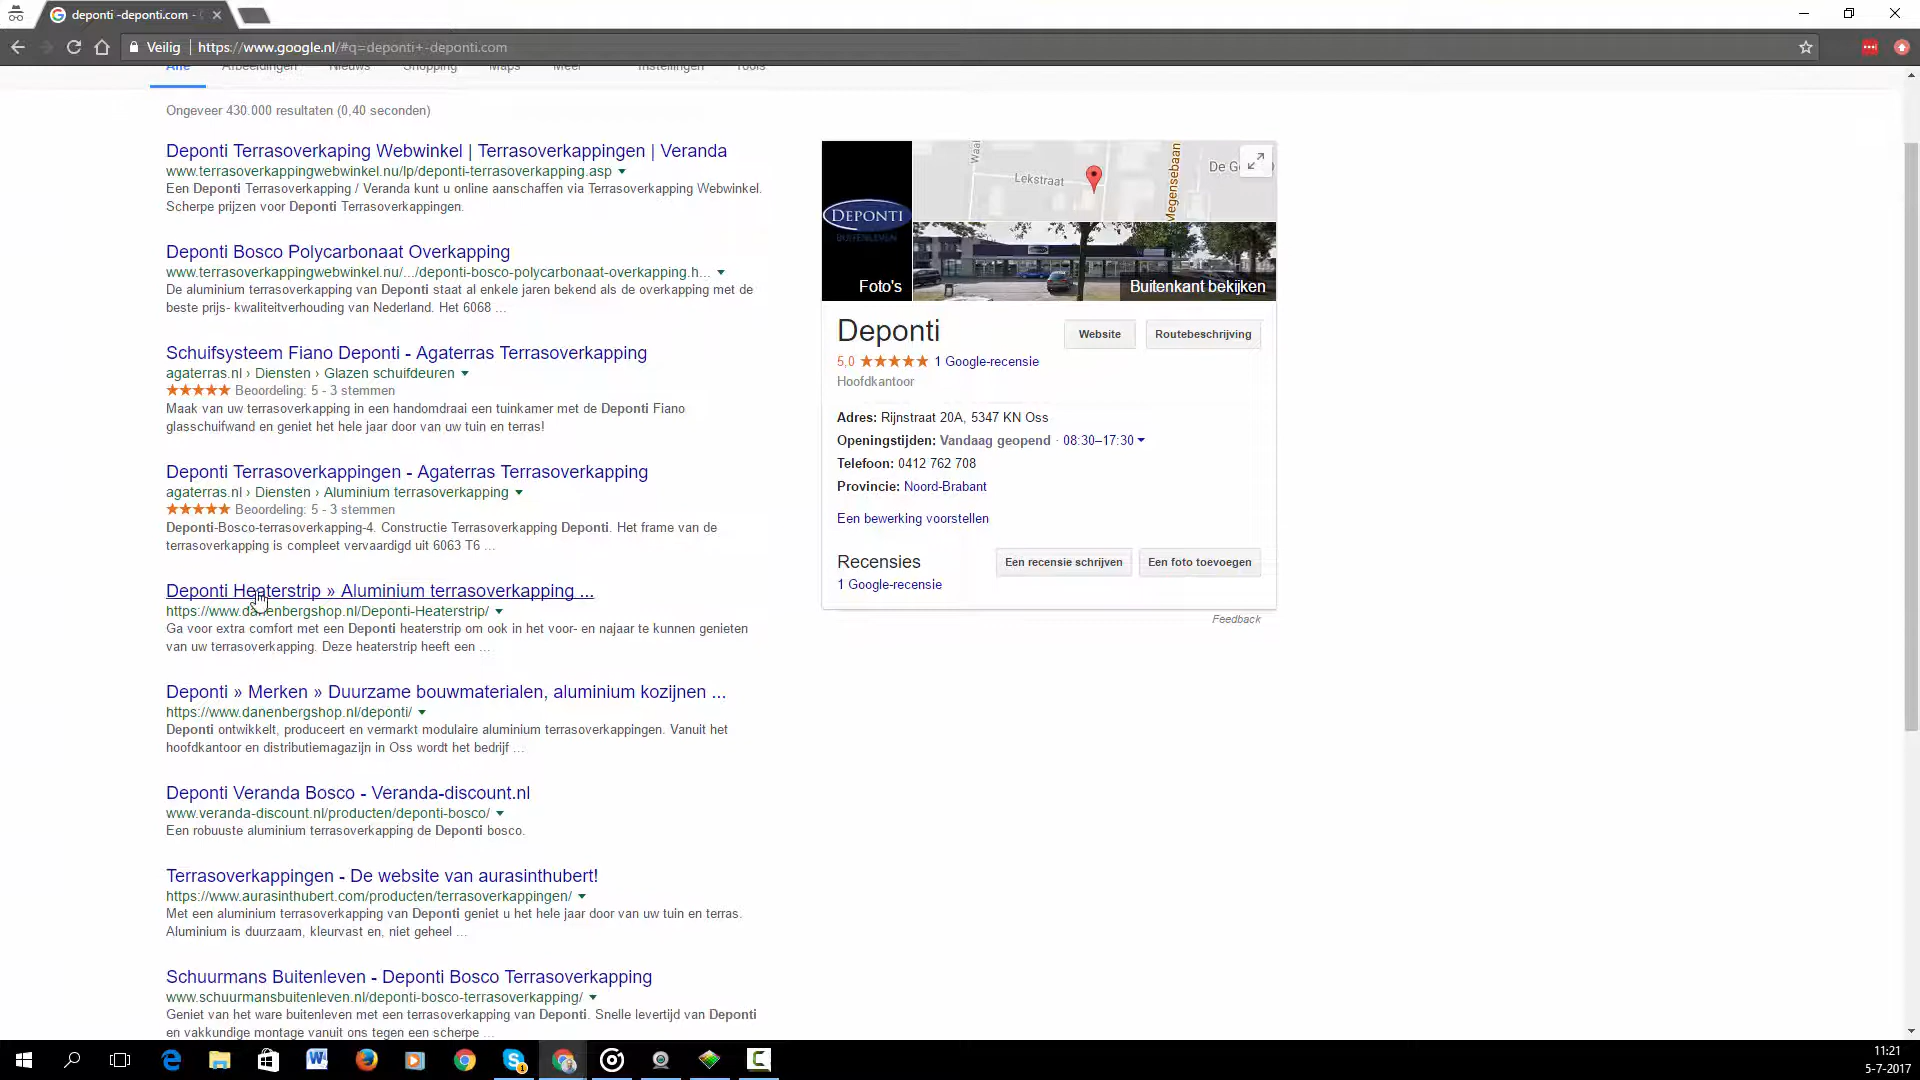 deponti -deponti.com -
Veilig | https://www.google.nl/#q=deponti+-deponti.com
Alle Afbeeldingen Nieuws Shopping Maps Meer Instellingen Tools
Ongeveer 430.000 resultaten (0,40 seconden)
Deponti Terrasoverkaping Webwinkel | Terrasoverkappingen | Veranda
www.terrasoverkappingwebwinkel.nu/lp/deponti-terrasoverkapping.asp
Een Deponti Terrasoverkapping / Veranda kunt u online aanschaffen via Terrasoverkapping Webwinkel.
Scherpe prijzen voor Deponti Terrasoverkappingen.
Deponti Bosco Polycarbonaat Overkapping
www.terrasoverkappingwebwinkel.nu/.../deponti-bosco-polycarbonaat-overkapping.h...
De aluminium terrasoverkapping van Deponti staat al enkele jaren bekend als de overkapping met de
beste prijs- kwaliteitverhouding van Nederland. Het 6068 ...
Schuifsysteem Fiano Deponti - Agaterras Terrasoverkapping
agaterras.nl › Diensten › Glazen schuifdeuren
Beoordeling: 5 - 3 stemmen
Maak van uw terrasoverkapping in een handomdraai een tuinkamer met de Deponti Fiano
glasschuifwand en geniet het hele jaar door van uw tuin en terras!
Deponti Terrasoverkappingen - Agaterras Terrasoverkapping
agaterras.nl › Diensten › Aluminium terrasoverkapping
Beoordeling: 5 - 3 stemmen
Deponti-Bosco-terrasoverkapping-4. Constructie Terrasoverkapping Deponti. Het frame van de
terrasoverkapping is compleet vervaardigd uit 6063 T6 ...
Deponti Heaterstrip » Aluminium terrasoverkapping ...
https://www.danenbergshop.nl/Deponti-Heaterstrip/
Ga voor extra comfort met een Deponti heaterstrip om ook in het voor- en najaar te kunnen genieten
van uw terrasoverkapping. Deze heaterstrip heeft een ...
Deponti » Merken » Duurzame bouwmaterialen, aluminium kozijnen ...
https://www.danenbergshop.nl/deponti/
Deponti ontwikkelt, produceert en vermarkt modulaire aluminium terrasoverkappingen. Vanuit het
hoofdkantoor en distributiemagazijn in Oss wordt het bedrijf ...
Deponti Veranda Bosco - Veranda-discount.nl
www.veranda-discount.nl/producten/deponti-bosco/
Een robuuste aluminium terrasoverkapping de Deponti bosco.
Terrasoverkappingen - De website van aurasinthubert!
https://www.aurasinthubert.com/producten/terrasoverkappingen/
Met een aluminium terrasoverkapping van Deponti geniet u het hele jaar door van uw tuin en terras.
Aluminium is duurzaam, kleurvast en, niet geheel ...
Schuurmans Buitenleven - Deponti Bosco Terrasoverkapping
www.schuurmansbuitenleven.nl/deponti-bosco-terrasoverkapping/
Geniet van het ware buitenleven met een terrasoverkapping van Deponti. Snelle levertijd van Deponti
en vakkundige montage vanuit ons tegen een scherpe ...
DEPONTI
BUITENLEVEN
Foto's
Lekstraat
Megensebaan
Buitenkant bekijken
Deponti
Website
Routebeschrijving
5,0 1 Google-recensie
Hoofdkantoor
Adres: Rijnstraat 20A, 5347 KN Oss
Openingstijden: Vandaag geopend · 08:30–17:30
Telefoon: 0412 762 708
Provincie: Noord-Brabant
Een bewerking voorstellen
Recensies
Een recensie schrijven
Een foto toevoegen
1 Google-recensie
Feedback
11:21
5-7-2017